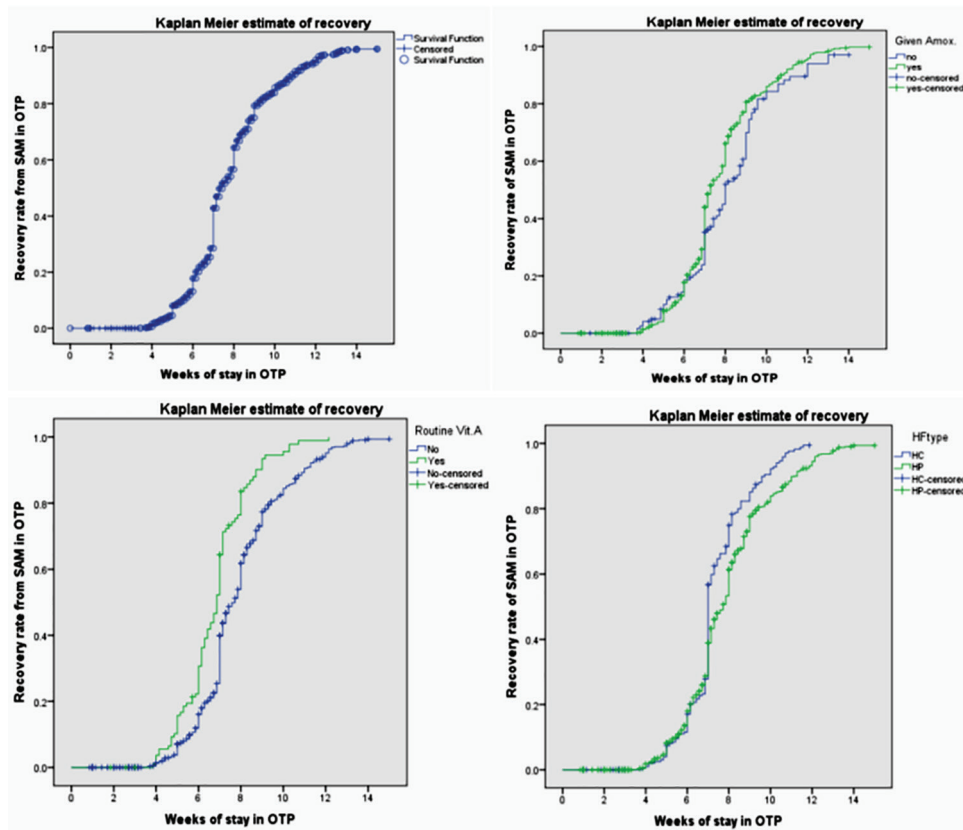 Kaplan Meier estimate of recovery
Survival Function
Censored
Survival Function
Recovery rate from SAM in OTP
1.0
0.8
0.6
0.4
0.2
0.0
0 2 4 6 8 10 12 14
Weeks of stay in OTP
Kaplan Meier estimate of recovery
Given Amox.
no
yes
no-censored
yes-censored
Recovery rate of SAM in OTP
1.0
0.8
0.6
0.4
0.2
0.0
0 2 4 6 8 10 12 14
Weeks of stay in OTP
Kaplan Meier estimate of recovery
Routine Vit.A
No
Yes
No-censored
Yes-censored
Recovery rate from SAM in OTP
1.0
0.8
0.6
0.4
0.2
0.0
0 2 4 6 8 10 12 14
Weeks of stay in OTP
Kaplan Meier estimate of recovery
HFtype
HC
HP
HC-censored
HP-censored
Recovery rate of SAM in OTP
1.0
0.8
0.6
0.4
0.2
0.0
0 2 4 6 8 10 12 14
Weeks of stay in OTP